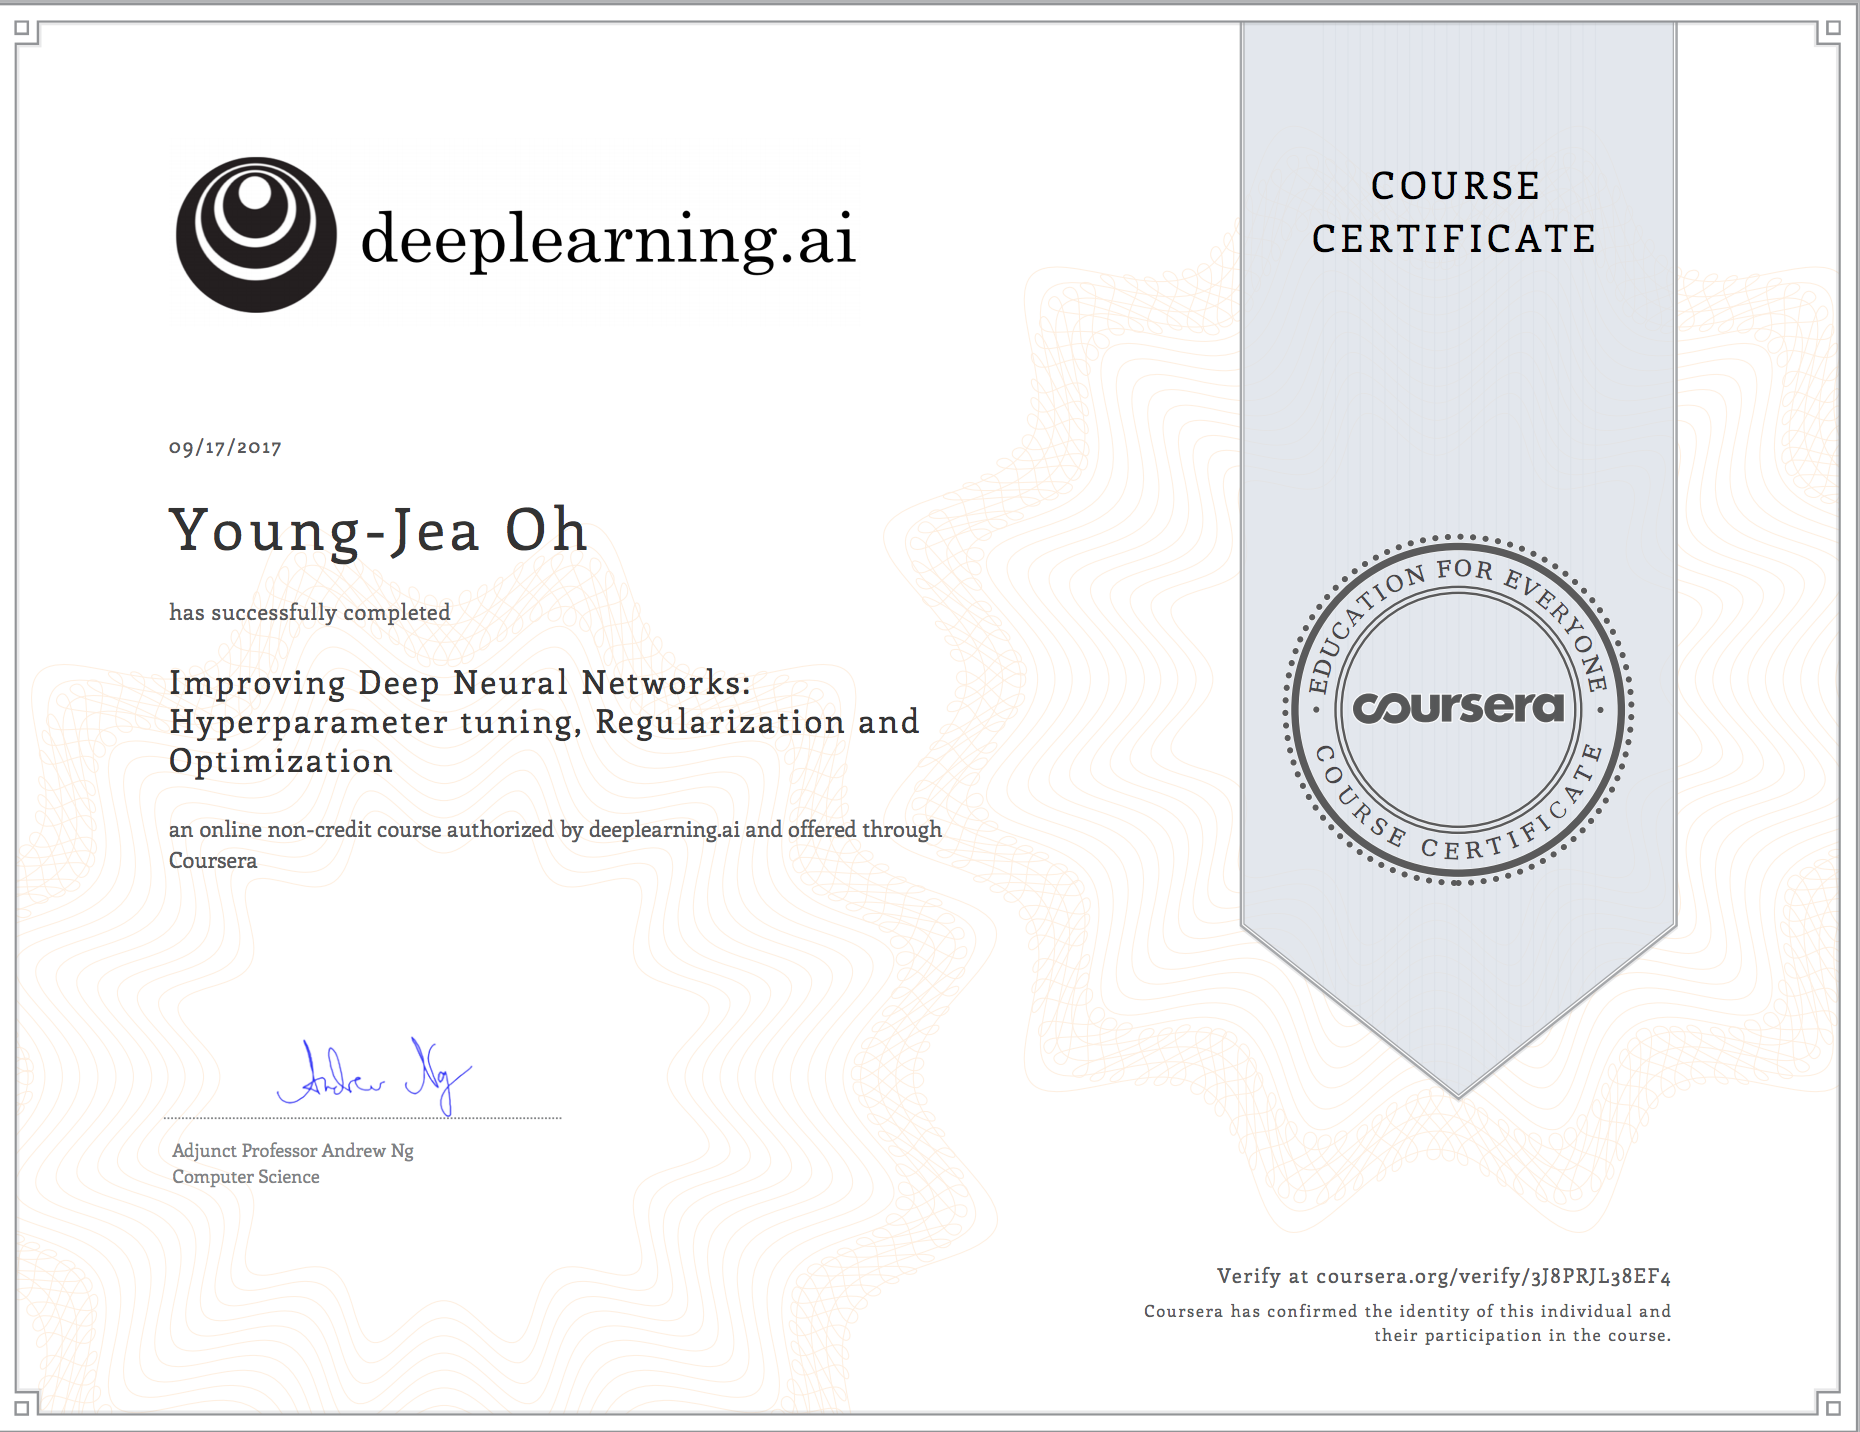 deeplearning.ai
COURSE
CERTIFICATE
09/17/2017
Young-Jea Oh
has successfully completed
Improving Deep Neural Networks:
Hyperparameter tuning, Regularization and
Optimization
an online non-credit course authorized by deeplearning.ai and offered through
Coursera
EDUCATION FOR EVERYONE
coursera
COURSE CERTIFICATE
Andrew Ng
Adjunct Professor Andrew Ng
Computer Science
Verify at coursera.org/verify/3J8PRJL38EF4
Coursera has confirmed the identity of this individual and
their participation in the course.